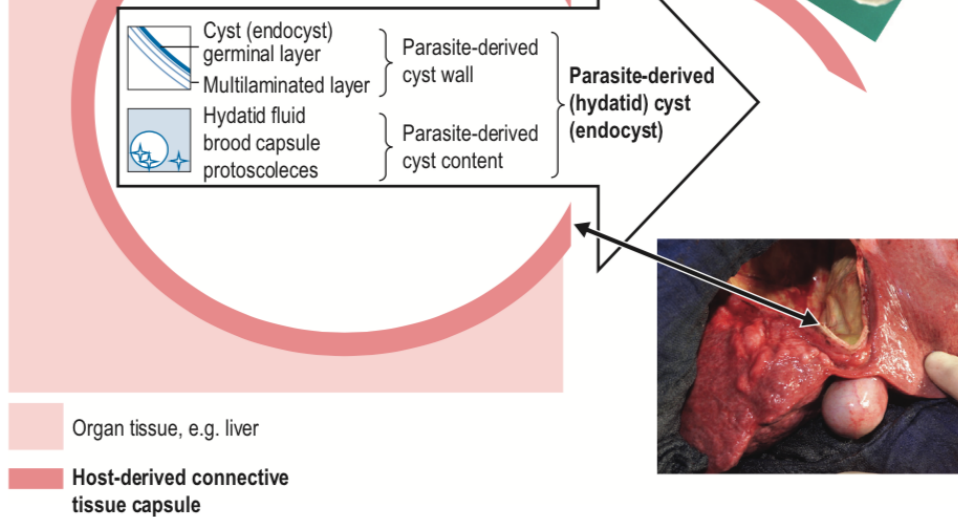 Cyst (endocyst)
germinal layer
Multilaminated layer
Parasite-derived
cyst wall
Hydatid fluid
brood capsule
protoscoleces
Parasite-derived
cyst content
Parasite-derived
(hydatid) cyst
(endocyst)
Organ tissue, e.g. liver
Host-derived connective
tissue capsule